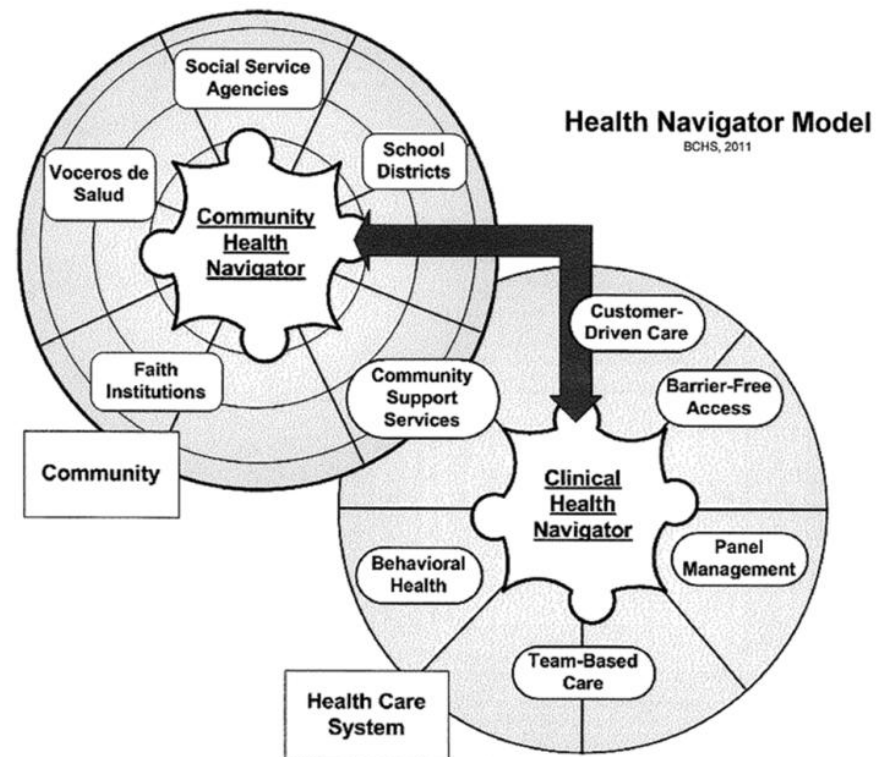 Health Navigator Model
BCHS, 2011
Social Service
Agencies
Voceros de
Salud
School
Districts
Community
Health
Navigator
Faith
Institutions
Community
Support
Services
Community
Customer-
Driven Care
Barrier-Free
Access
Clinical
Health
Navigator
Behavioral
Health
Panel
Management
Team-Based
Care
Health Care
System